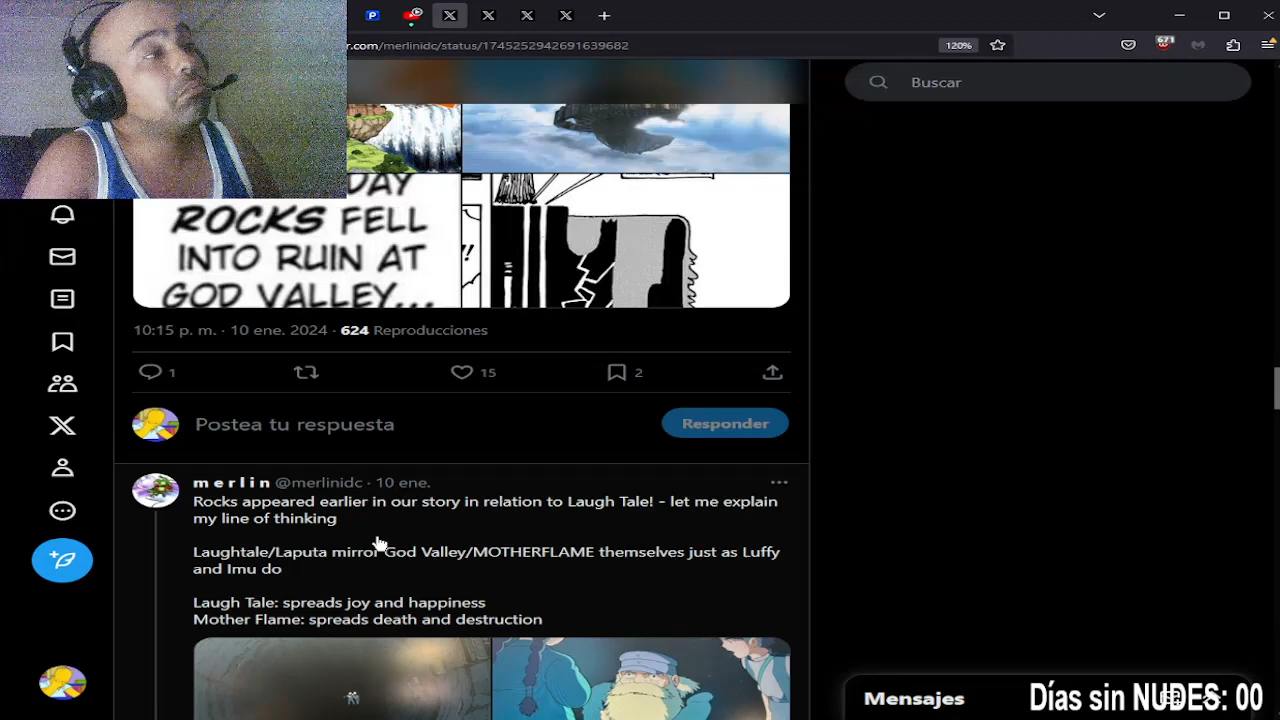 r.com/merlinidc/status/1745252942691639682
120%
671
Buscar
DAY
ROCKS FELL
INTO RUIN AT
GOD VALLEY...
!!
10:15 p. m. · 10 ene. 2024 · 624 Reproducciones
1
15
2
Postea tu respuesta
Responder
merlin @merlinidc · 10 ene.
Rocks appeared earlier in our story in relation to Laugh Tale! - let me explain
my line of thinking
Laughtale/Laputa mirror God Valley/MOTHERFLAME themselves just as Luffy
and Imu do
Laugh Tale: spreads joy and happiness
Mother Flame: spreads death and destruction
Mensajes
Días sin NUDES: 00